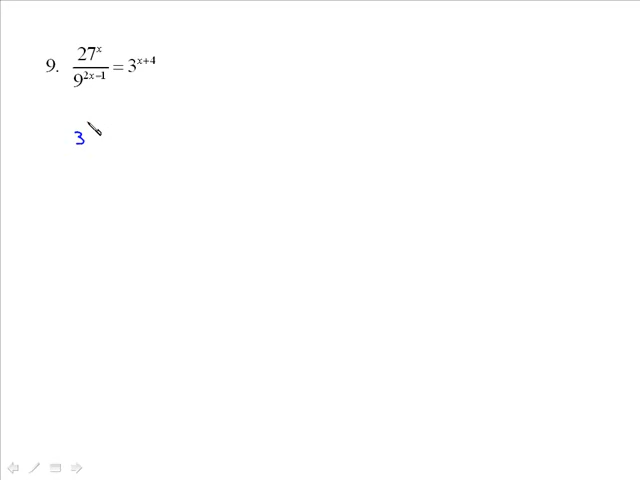 9. 27^x / 9^{2x−1} = 3^{x+4}
3